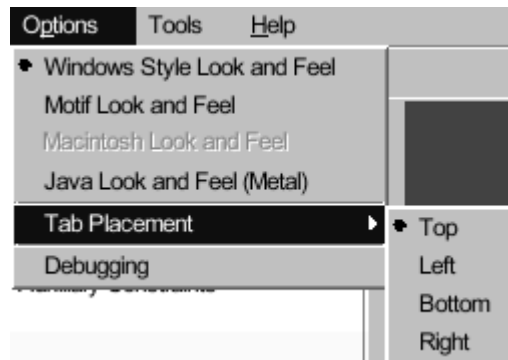 Options Tools Help
Windows Style Look and Feel
Motif Look and Feel
Macintosh Look and Feel
Java Look and Feel (Metal)
Tab Placement
Top
Debugging
Left
Bottom
Right